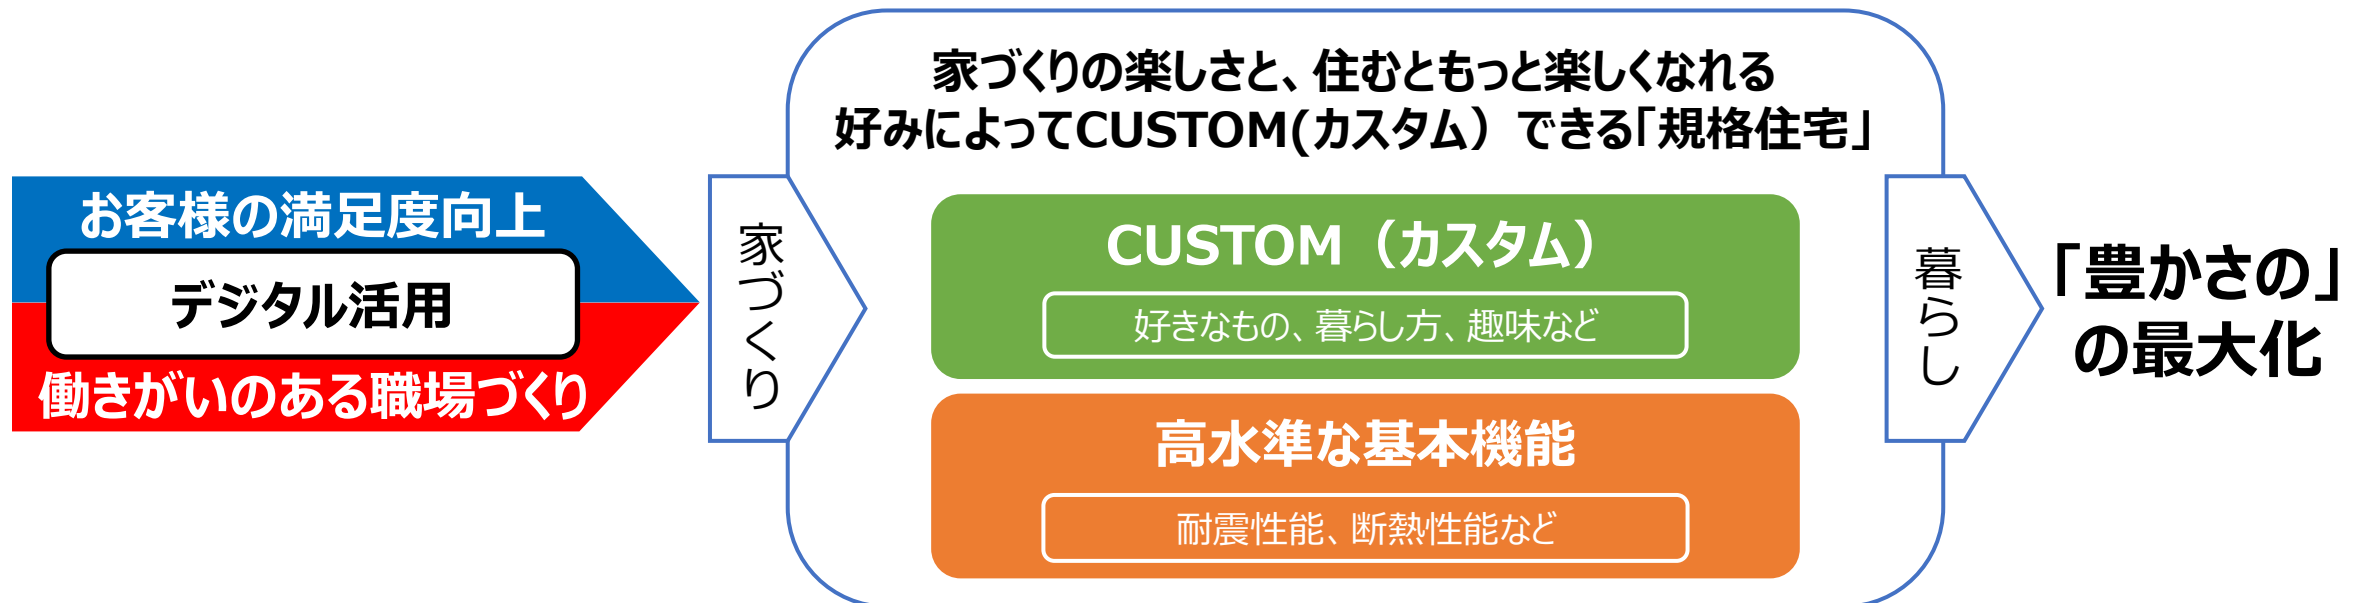 お客様の満足度向上
デジタル活用
働きがいのある職場づくり
家づくり
家づくりの楽しさと、住むともっと楽しくなれる
好みによってCUSTOM(カスタム）できる「規格住宅」
CUSTOM（カスタム）
好きなもの、暮らし方、趣味など
高水準な基本機能
耐震性能、断熱性能など
暮らし
「豊かさの」
の最大化